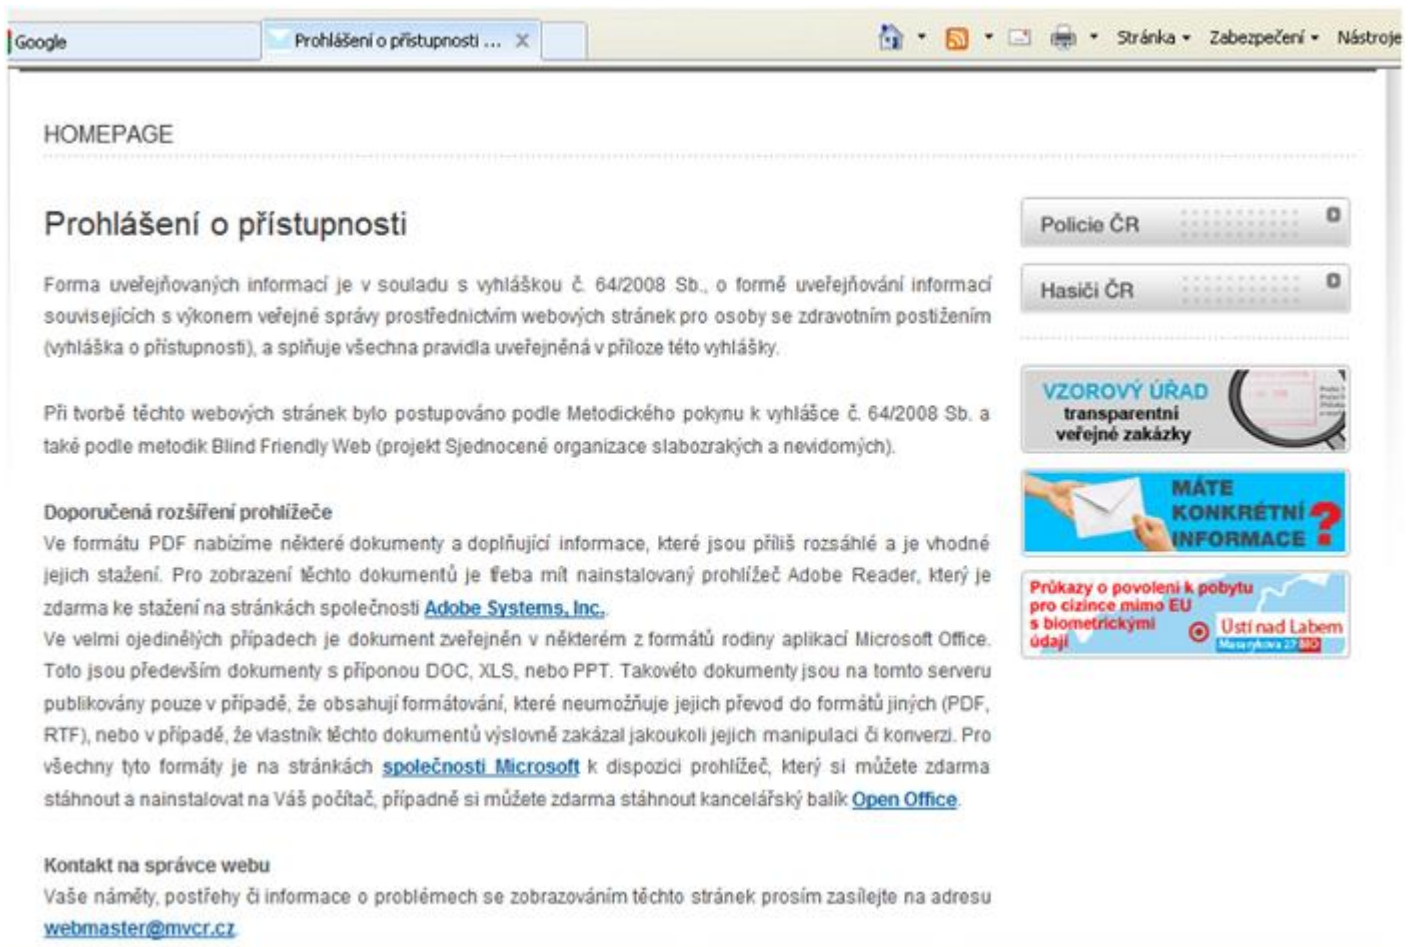 Google
Prohlášení o přístupnosti ... X
Stránka
Zabezpečení
Nástroje
HOMEPAGE
Prohlášení o přístupnosti
Forma uveřejňovaných informací je v souladu s vyhláškou č. 64/2008 Sb., o formě uveřejňování informací
souvisejících s výkonem veřejné správy prostřednictvím webových stránek pro osoby se zdravotním postižením
(vyhláška o přístupnosti), a splňuje všechna pravidla uveřejněná v příloze této vyhlášky.
Při tvorbě těchto webových stránek bylo postupováno podle Metodického pokynu k vyhlášce č. 64/2008 Sb. a
také podle metodik Blind Friendly Web (projekt Sjednocené organizace slabozrakých a nevidomých).
Doporučená rozšíření prohlížeče
Ve formátu PDF nabízíme některé dokumenty a doplňující informace, které jsou příliš rozsáhlé a je vhodné
jejich stažení. Pro zobrazení těchto dokumentů je třeba mít nainstalovaný prohlížeč Adobe Reader, který je
zdarma ke stažení na stránkách společnosti Adobe Systems, Inc.
Ve velmi ojedinělých případech je dokument zveřejněn v některém z formátů rodiny aplikací Microsoft Office.
Toto jsou především dokumenty s příponou DOC, XLS, nebo PPT. Takovéto dokumenty jsou na tomto serveru
publikovány pouze v případě, že obsahují formátování, které neumožňuje jejich převod do formátů jiných (PDF,
RTF), nebo v případě, že vlastník těchto dokumentů výslovně zakázal jakoukoli jejich manipulaci či konverzi. Pro
všechny tyto formáty je na stránkách společnosti Microsoft k dispozici prohlížeč, který si můžete zdarma
stáhnout a nainstalovat na Váš počítač, případně si můžete zdarma stáhnout kancelářský balík Open Office.
Kontakt na správce webu
Vaše náměty, postřehy či informace o problémech se zobrazováním těchto stránek prosím zasílejte na adresu
webmaster@mvcr.cz
Policie ČR
Hasiči ČR
VZOROVÝ ÚŘAD
transparentní
veřejné zakázky
MÁTE
KONKRÉTNÍ
INFORMACE ?
Průkazy o povolení k pobytu
pro cizince mimo EU
s biometrickými
údaji
Ústí nad Labem
Masarykova 27 BIO